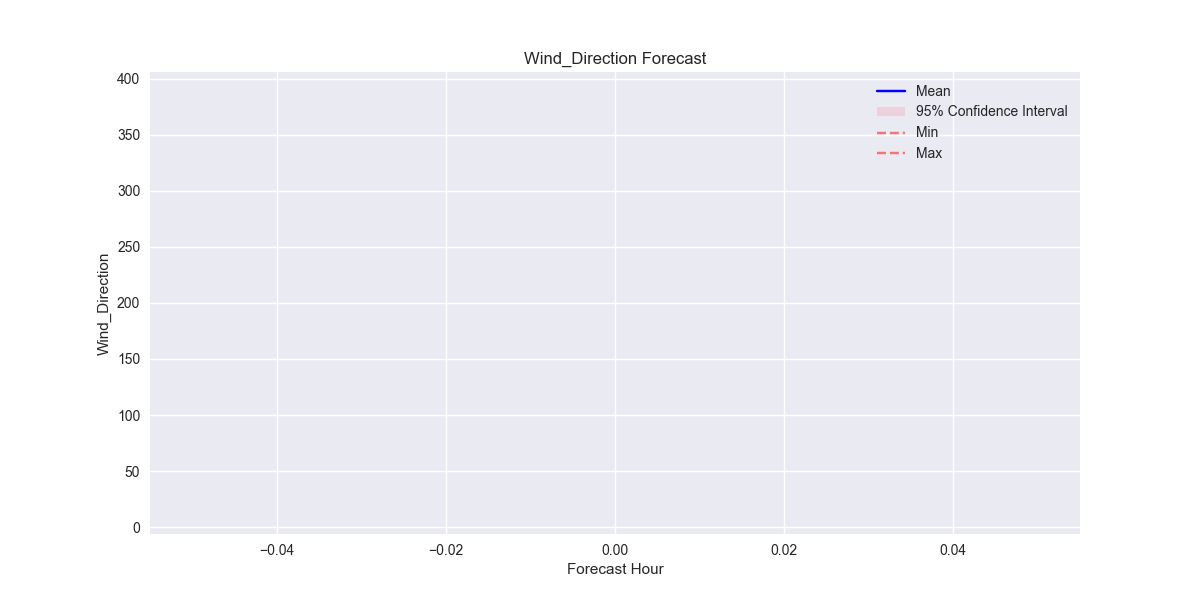 Wind_Direction Forecast
Mean
95% Confidence Interval
Min
Max
400
350
300
250
200
150
100
50
0
Wind_Direction
−0.04
−0.02
0.00
0.02
0.04
Forecast Hour